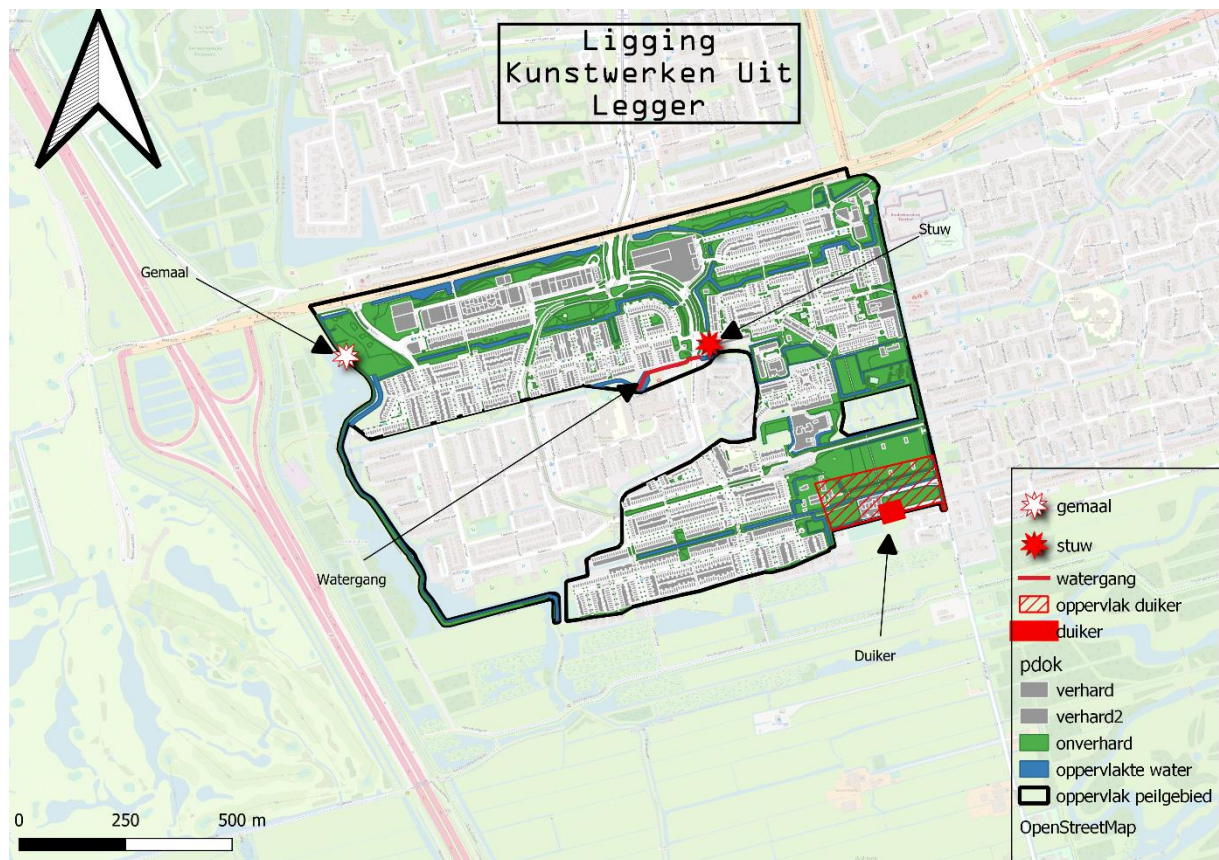 Ligging
Kunstwerken Uit
Legger
Stuw
Gemaal
Watergang
Duiker
gemaal
stuw
watergang
oppervlak duiker
duiker
pdok
verhard
verhard2
onverhard
oppervlakte water
oppervlak peilgebied
OpenStreetMap
0 250 500 m